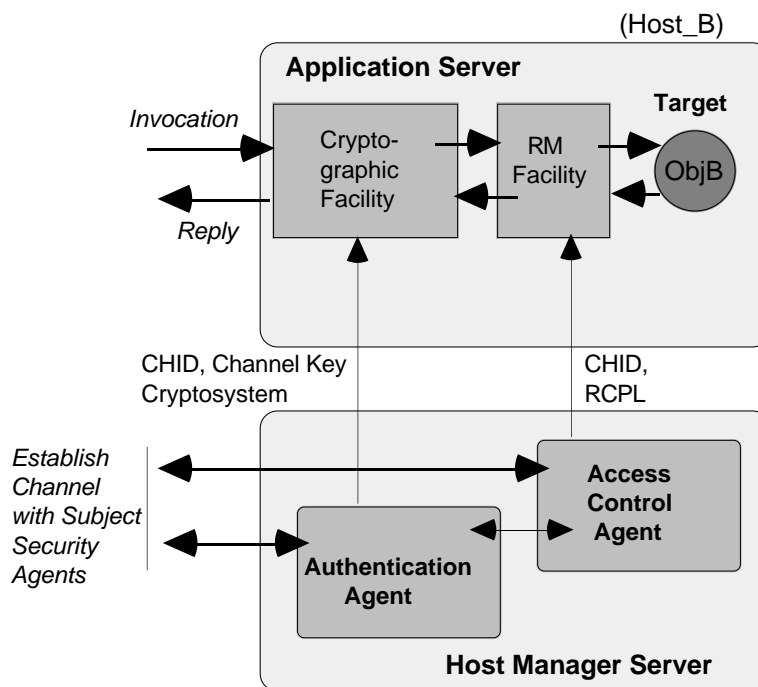 (Host_B)
Application Server
Invocation
Reply
Crypto-
graphic
Facility
RM
Facility
Target
ObjB
CHID, Channel Key
Cryptosystem
CHID,
RCPL
Establish
Channel
with Subject
Security
Agents
Access
Control
Agent
Authentication
Agent
Host Manager Server